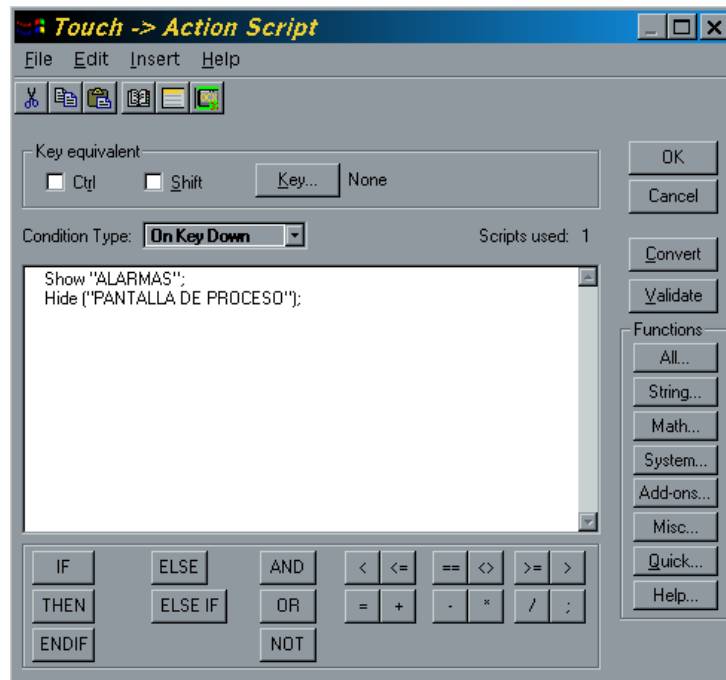 Touch -> Action Script
File Edit Insert Help
Key equivalent
Ctrl Shift Key... None
OK
Cancel
Condition Type: On Key Down Scripts used: 1
Convert
Validate
Show "ALARMAS";
Hide ("PANTALLA DE PROCESO");
Functions
All...
String...
Math...
System...
Add-ons...
Misc...
Quick...
Help...
IF ELSE AND < <= == <> >= >
THEN ELSE IF OR = + - * / ;
ENDIF NOT